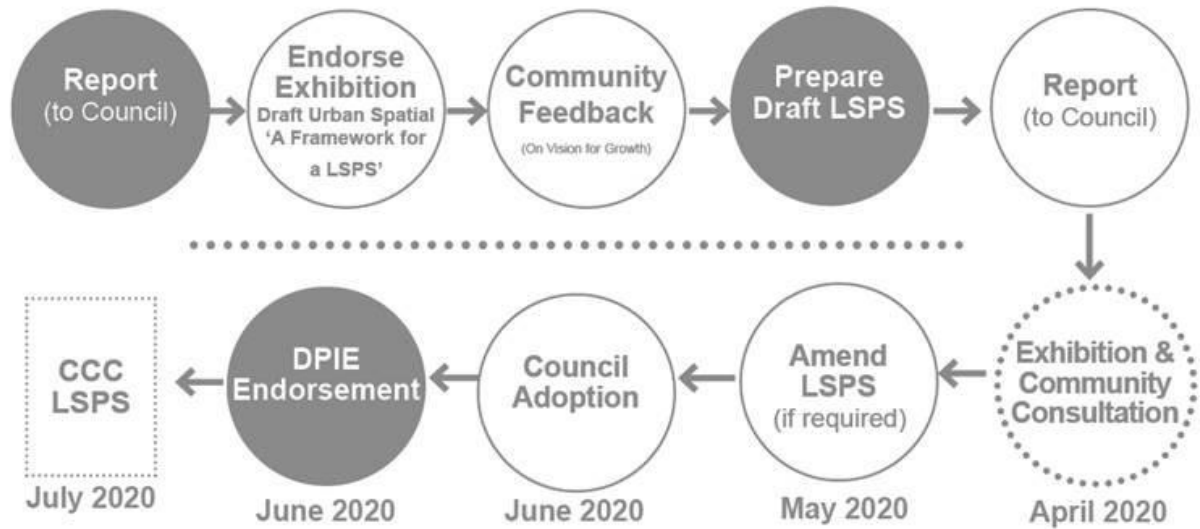 Report
(to Council)
Endorse
Exhibition
Draft Urban Spatial
‘A Framework for
a LSPS’
Community
Feedback
(On Vision for Growth)
Prepare
Draft LSPS
Report
(to Council)
Exhibition &
Community
Consultation
April 2020
Amend
LSPS
(if required)
May 2020
Council
Adoption
June 2020
DPIE
Endorsement
June 2020
CCC
LSPS
July 2020